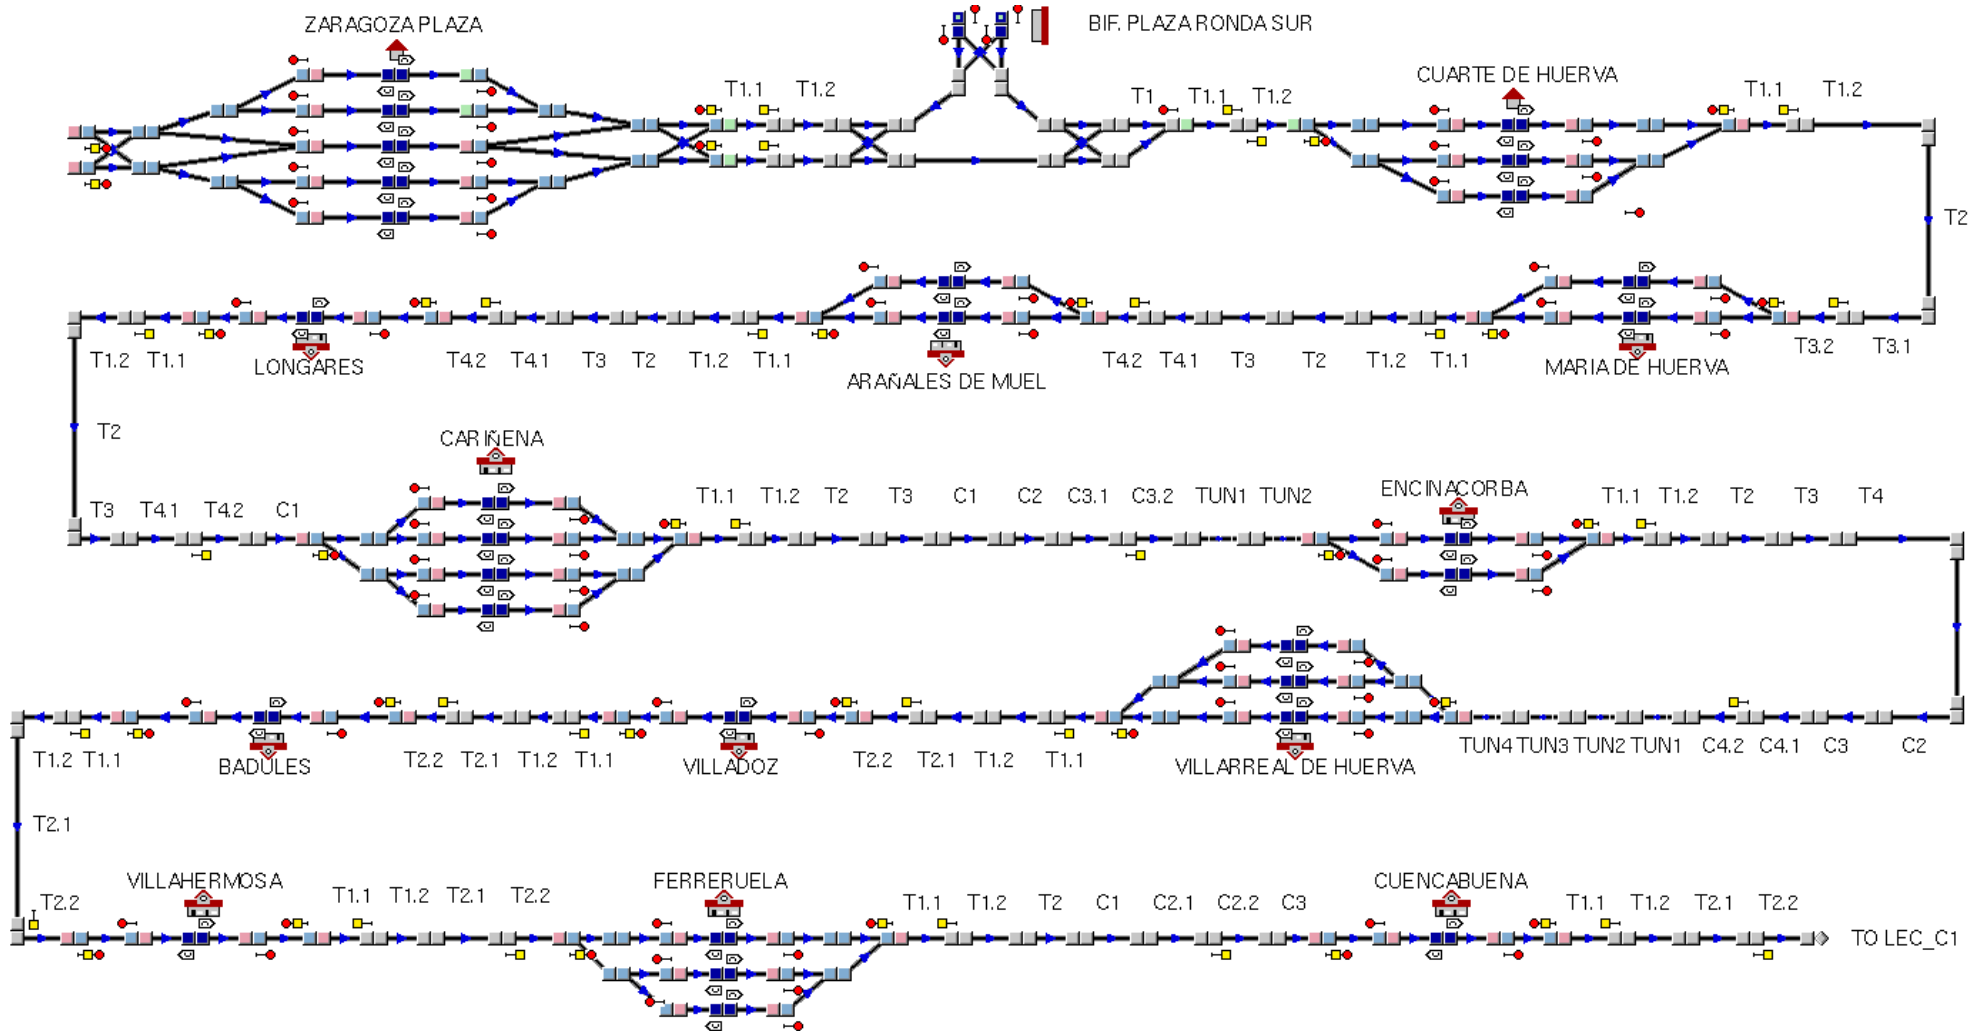 ZARAGOZA PLAZA
BIF. PLAZA RONDA SUR
CUARTE DE HUERVA
T1.1 T1.2 T1 T1.1 T1.2 T1.1 T1.2
T2
T1.2 T1.1 LONGARES T4.2 T4.1 T3 T2 T1.2 T1.1 ARAÑALES DE MUEL T4.2 T4.1 T3 T2 T1.2 T1.1 MARIA DE HUERVA T3.2 T3.1
T2
CARIÑENA
T3 T4.1 T4.2 C1 T1.1 T1.2 T2 T3 C1 C2 C3.1 C3.2 TUN1 TUN2 ENCINACORBA T1.1 T1.2 T2 T3 T4
T1.2 T1.1 BADULES T2.2 T2.1 T1.2 T1.1 VILLADOZ T2.2 T2.1 T1.2 T1.1 VILLARREAL DE HUERVA TUN4 TUN3 TUN2 TUN1 C4.2 C4.1 C3 C2
T2.1
VILLAHERMOSA FERRERUELA CUENCABUENA
T2.2 T1.1 T1.2 T2.1 T2.2 T1.1 T1.2 T2 C1 C2.1 C2.2 C3 T1.1 T1.2 T2.1 T2.2
TO LEC_C1